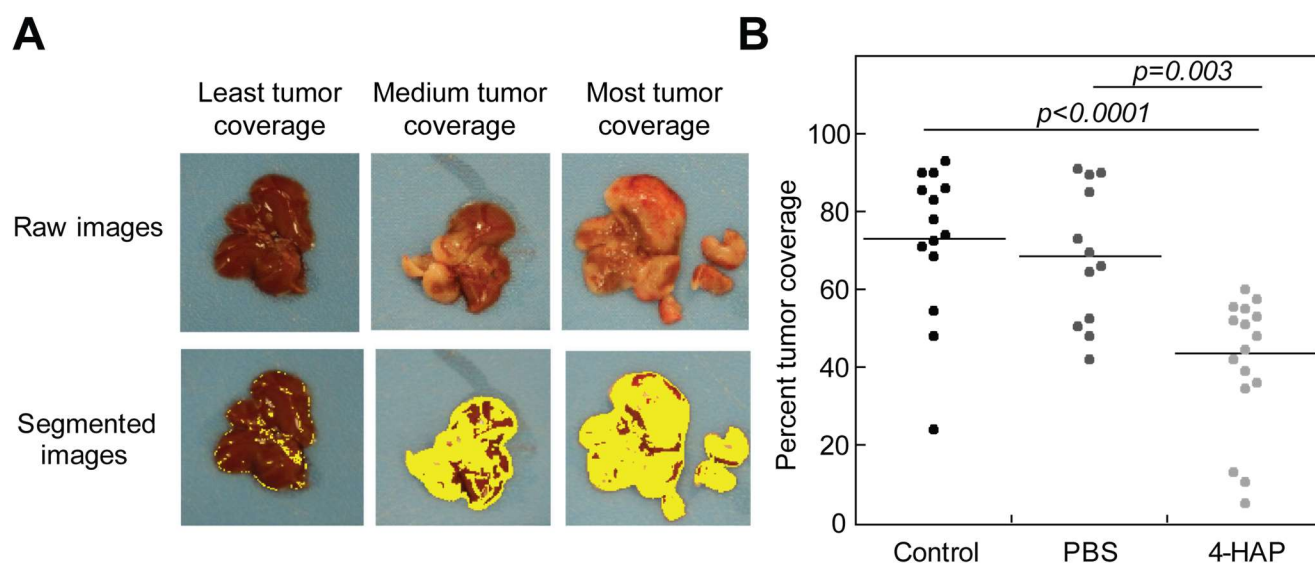 A
Least tumor
coverage
Medium tumor
coverage
Most tumor
coverage
Raw images
Segmented
images
B
p=0.003
p<0.0001
Percent tumor coverage
100
80
60
40
20
0
Control
PBS
4-HAP